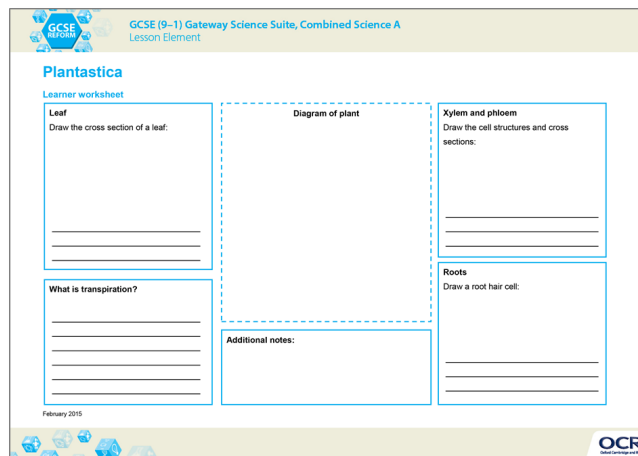 GCSE
REFORM
GCSE (9–1) Gateway Science Suite, Combined Science A
Lesson Element
Plantastica
Learner worksheet
Leaf
Draw the cross section of a leaf:
What is transpiration?
Diagram of plant
Additional notes:
Xylem and phloem
Draw the cell structures and cross
sections:
Roots
Draw a root hair cell:
February 2015
OCR